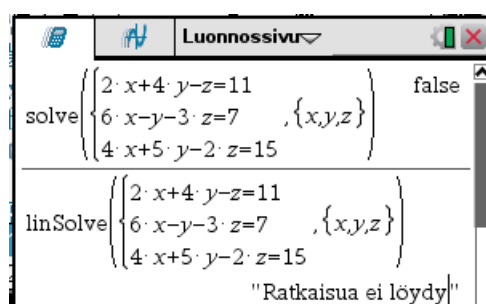 Luonnossivu
2· x+4· y−z=11
solve( 6· x−y−3· z=7 ,{x,y,z}) false
4· x+5· y−2· z=15
2· x+4· y−z=11
linSolve( 6· x−y−3· z=7 ,{x,y,z})
4· x+5· y−2· z=15
"Ratkaisua ei löydy"